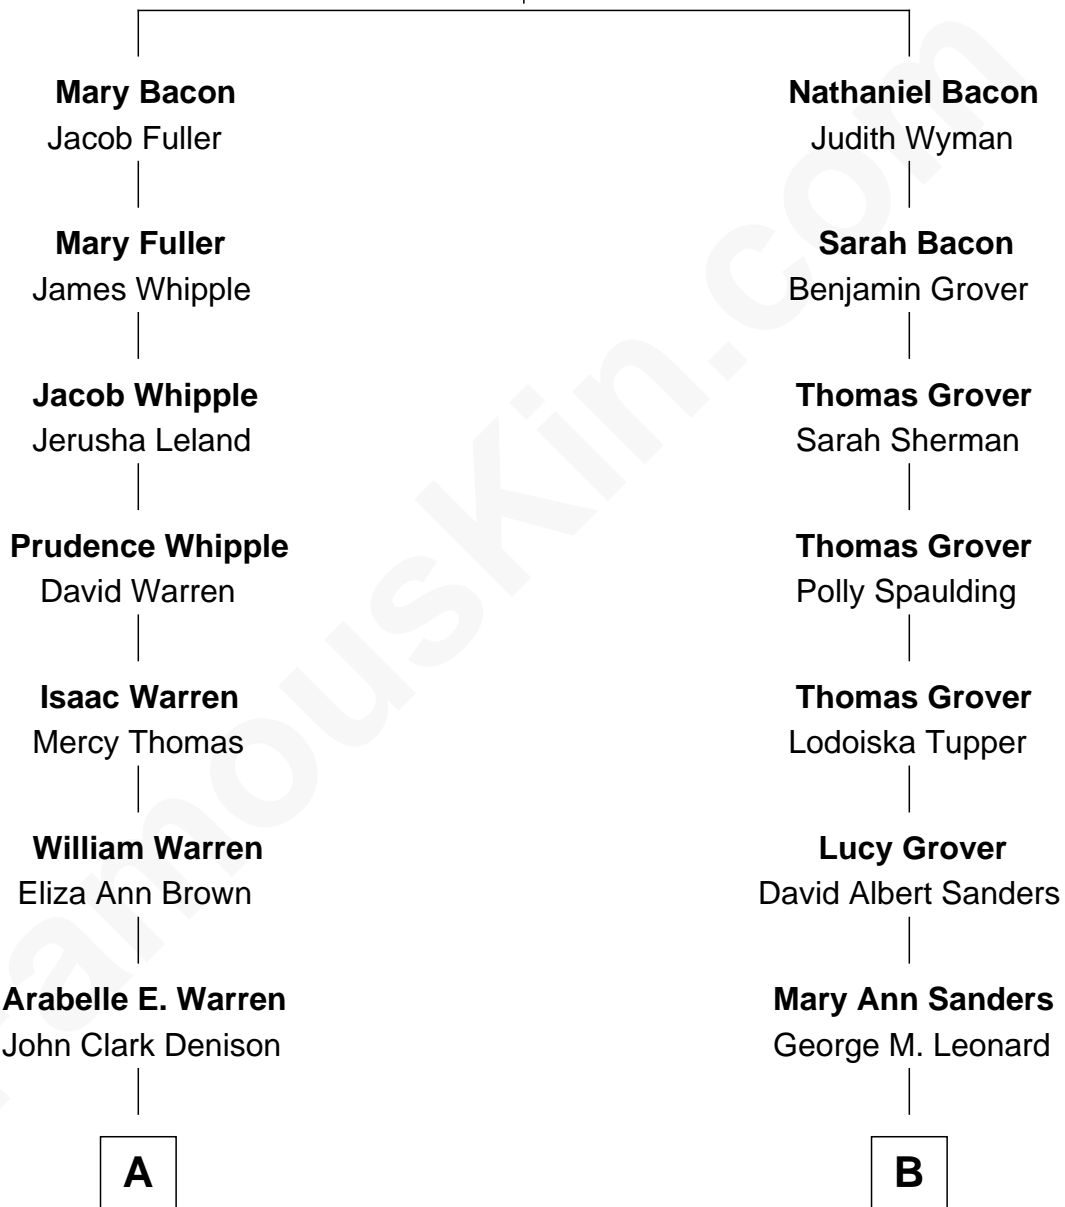 Mary Bacon
Jacob Fuller
Nathaniel Bacon
Judith Wyman
Mary Fuller
James Whipple
Sarah Bacon
Benjamin Grover
Jacob Whipple
Jerusha Leland
Thomas Grover
Sarah Sherman
Prudence Whipple
David Warren
Thomas Grover
Polly Spaulding
Isaac Warren
Mercy Thomas
Thomas Grover
Lodoiska Tupper
William Warren
Eliza Ann Brown
Lucy Grover
David Albert Sanders
Arabelle E. Warren
John Clark Denison
Mary Ann Sanders
George M. Leonard
A
B
FamousKin.com